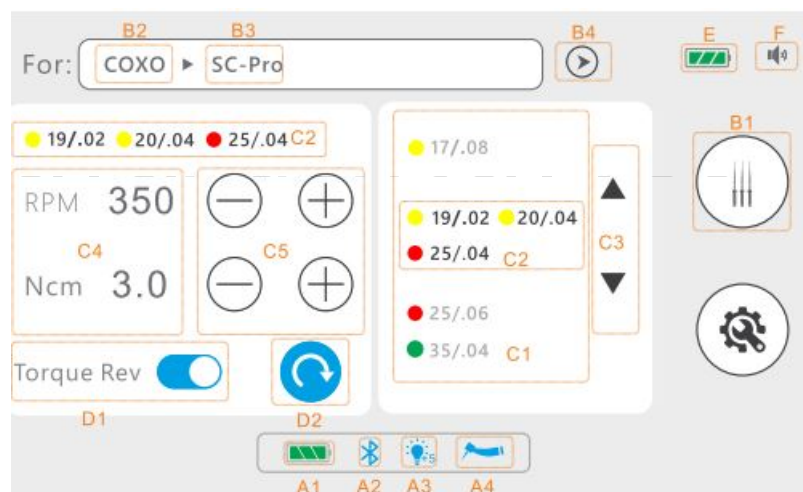 B2 B3 B4 E F
For: COXO ▸ SC-Pro
19/.02 20/.04 25/.04 C2
B1
17/.08
RPM 350
C4 C5
Ncm 3.0
19/.02 20/.04
25/.04 C2
C3
25/.06
35/.04 C1
Torque Rev
D1 D2
+5
A1 A2 A3 A4